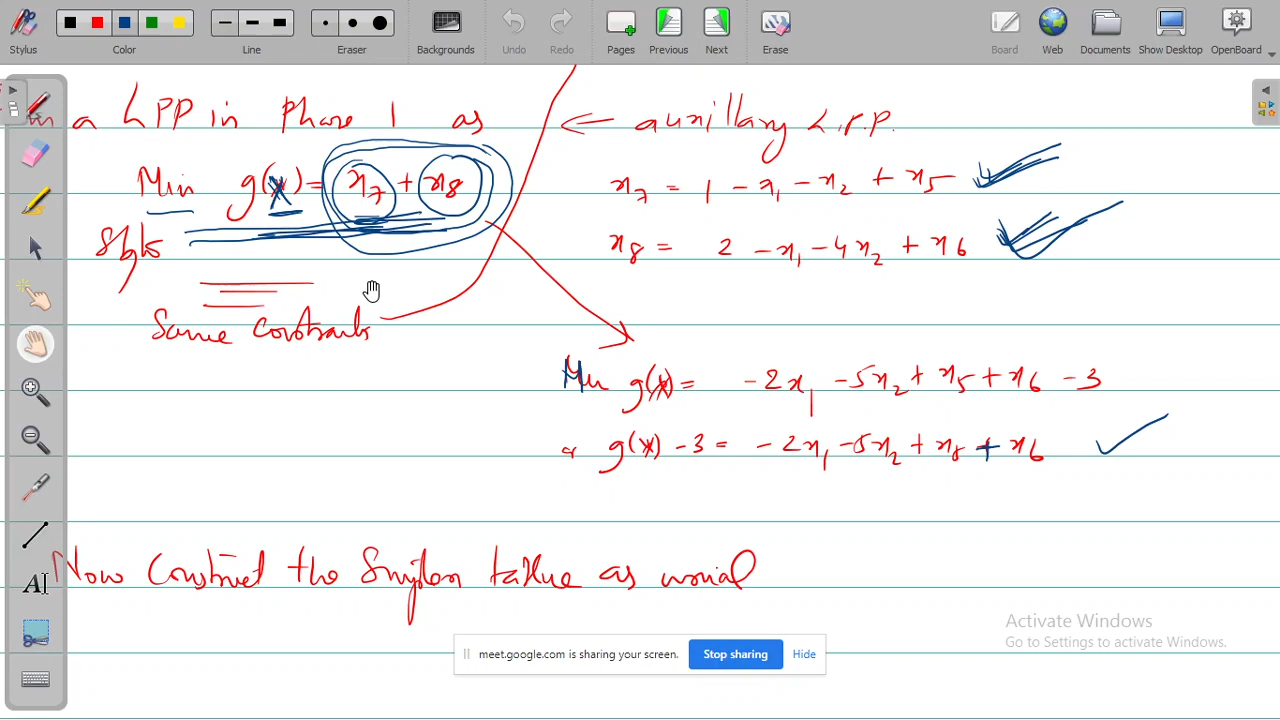 Stylus Color Line Eraser Backgrounds Undo Redo Pages Previous Next Erase Board Web Documents Show Desktop OpenBoard
a LPP in Phase 1 as ← auxillary L.P.P.
Min g(x) = x₇ + x₈
x₇ = 1 - x₁ - x₂ + x₅
S/to
x₈ = 2 - x₁ - 4x₂ + x₆
Same constraints
Min g(x) = -2x₁ - 5x₂ + x₅ + x₆ - 3
or g(x) - 3 = -2x₁ - 5x₂ + x₅ + x₆
Now Construct the Simplex as usual
Activate Windows
Go to Settings to activate Windows.
meet.google.com is sharing your screen. Stop sharing Hide